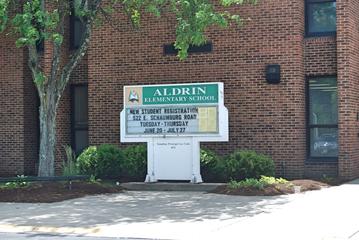 ALDRIN
ELEMENTARY SCHOOL
NEW STUDENT REGISTRATION
522 E. SCHAUMBURG ROAD
TUESDAY-THURSDAY
JUNE 20 - JULY 27